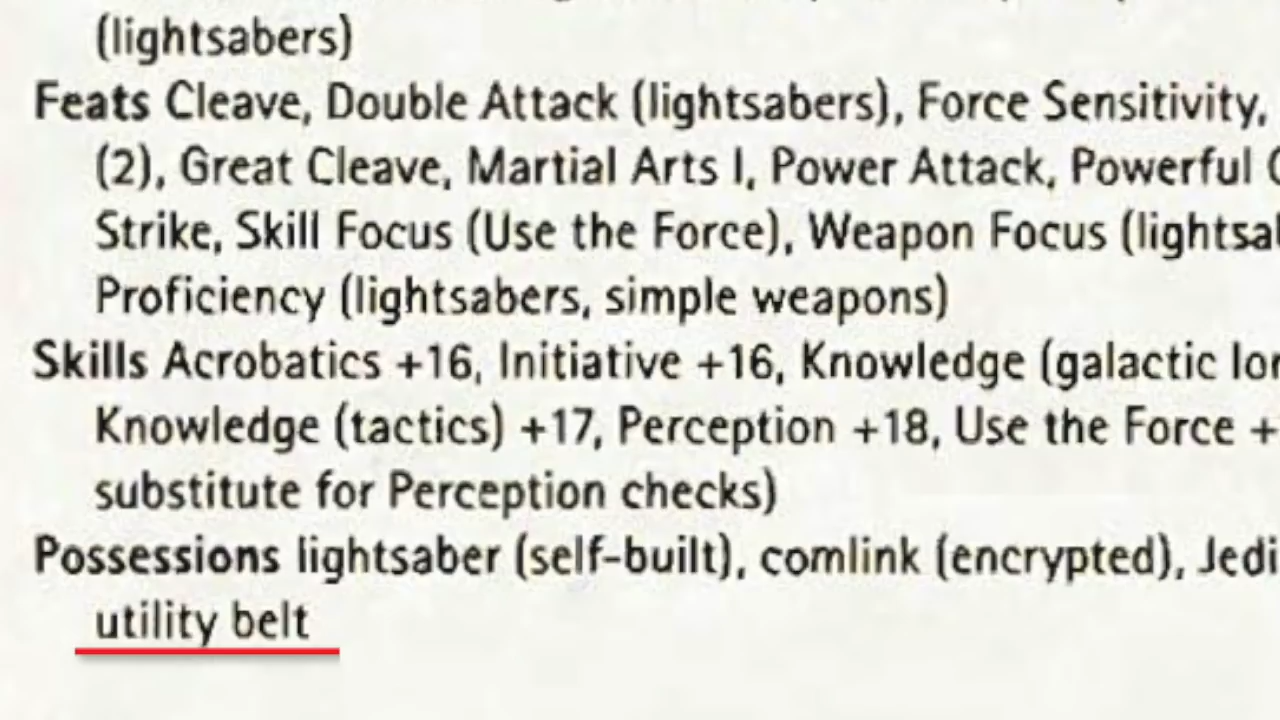 (lightsabers)
Feats Cleave, Double Attack (lightsabers), Force Sensitivity,
(2), Great Cleave, Martial Arts I, Power Attack, Powerful
Strike, Skill Focus (Use the Force), Weapon Focus
Proficiency (lightsabers, simple weapons)
Skills Acrobatics +16, Initiative +16, Knowledge (galactic
Knowledge (tactics) +17, Perception +18, Use the Force +
substitute for Perception checks)
Possessions lightsaber (self-built), comlink (encrypted), Jedi
utility belt